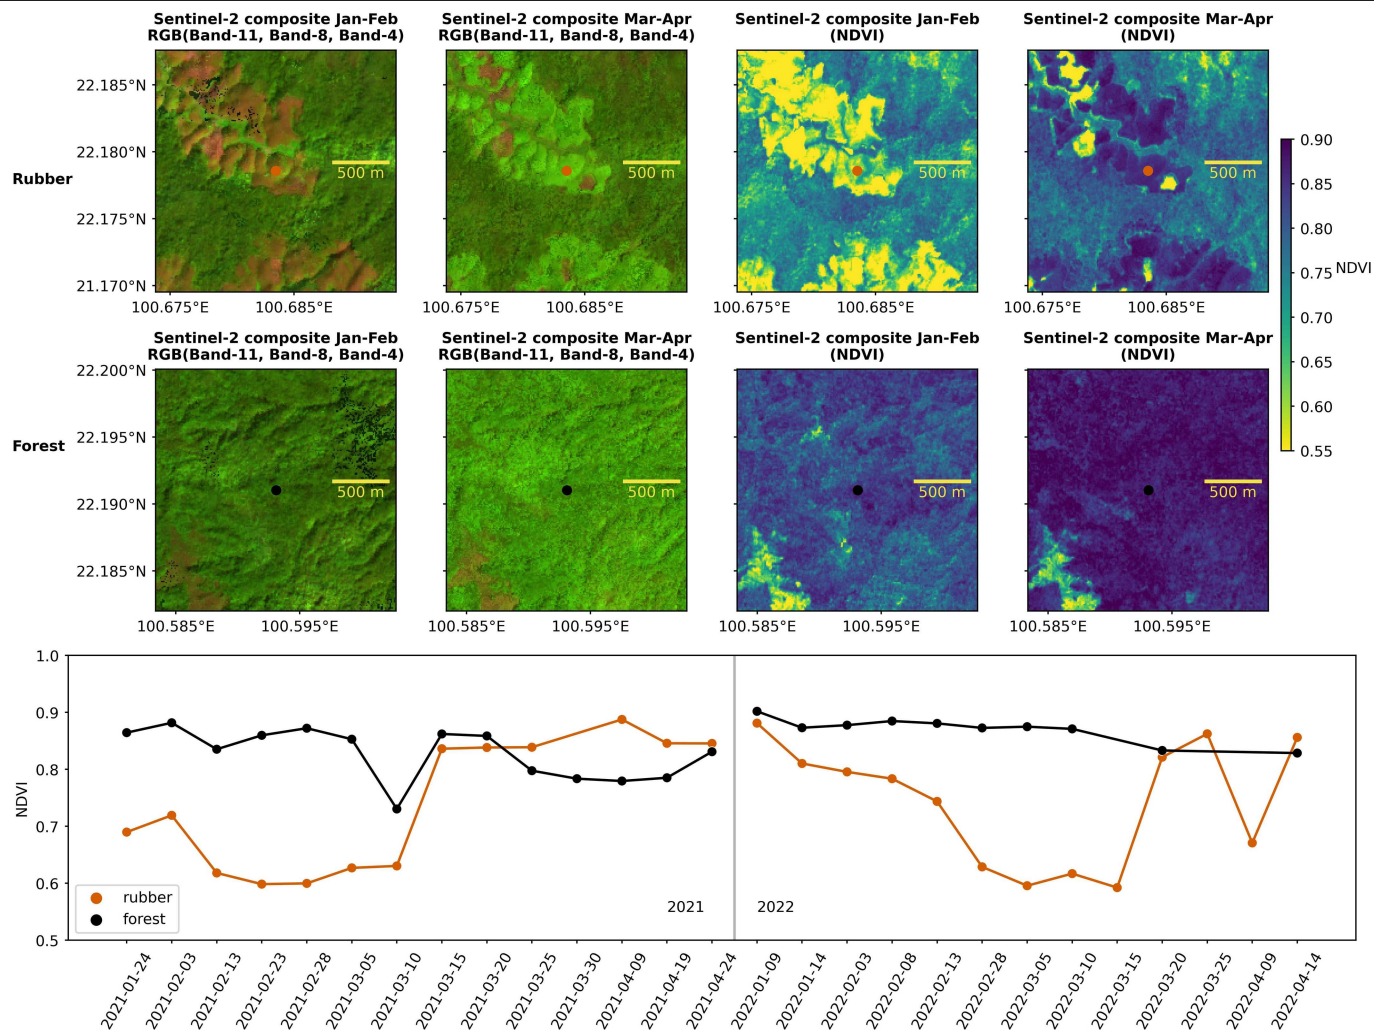 Sentinel-2 composite Jan-Feb
RGB(Band-11, Band-8, Band-4)
Sentinel-2 composite Mar-Apr
RGB(Band-11, Band-8, Band-4)
Sentinel-2 composite Jan-Feb
(NDVI)
Sentinel-2 composite Mar-Apr
(NDVI)
Rubber
22.185°N
22.180°N
22.175°N
21.170°N
500 m
500 m
500 m
500 m
100.675°E
100.685°E
100.675°E
100.685°E
100.675°E
100.685°E
100.675°E
100.685°E
0.90
0.85
0.80
0.75
0.70
0.65
0.60
0.55
NDVI
Sentinel-2 composite Jan-Feb
RGB(Band-11, Band-8, Band-4)
Sentinel-2 composite Mar-Apr
RGB(Band-11, Band-8, Band-4)
Sentinel-2 composite Jan-Feb
(NDVI)
Sentinel-2 composite Mar-Apr
(NDVI)
Forest
22.200°N
22.195°N
22.190°N
22.185°N
500 m
500 m
500 m
500 m
100.585°E
100.595°E
100.585°E
100.595°E
100.585°E
100.595°E
100.585°E
100.595°E
NDVI
1.0
0.9
0.8
0.7
0.6
0.5
rubber
forest
2021
2022
2021-01-24
2021-02-03
2021-02-13
2021-02-23
2021-02-28
2021-03-05
2021-03-10
2021-03-15
2021-03-20
2021-03-25
2021-03-30
2021-04-09
2021-04-19
2021-04-24
2022-01-09
2022-01-14
2022-02-03
2022-02-08
2022-02-13
2022-02-28
2022-03-05
2022-03-10
2022-03-15
2022-03-20
2022-03-25
2022-04-09
2022-04-14